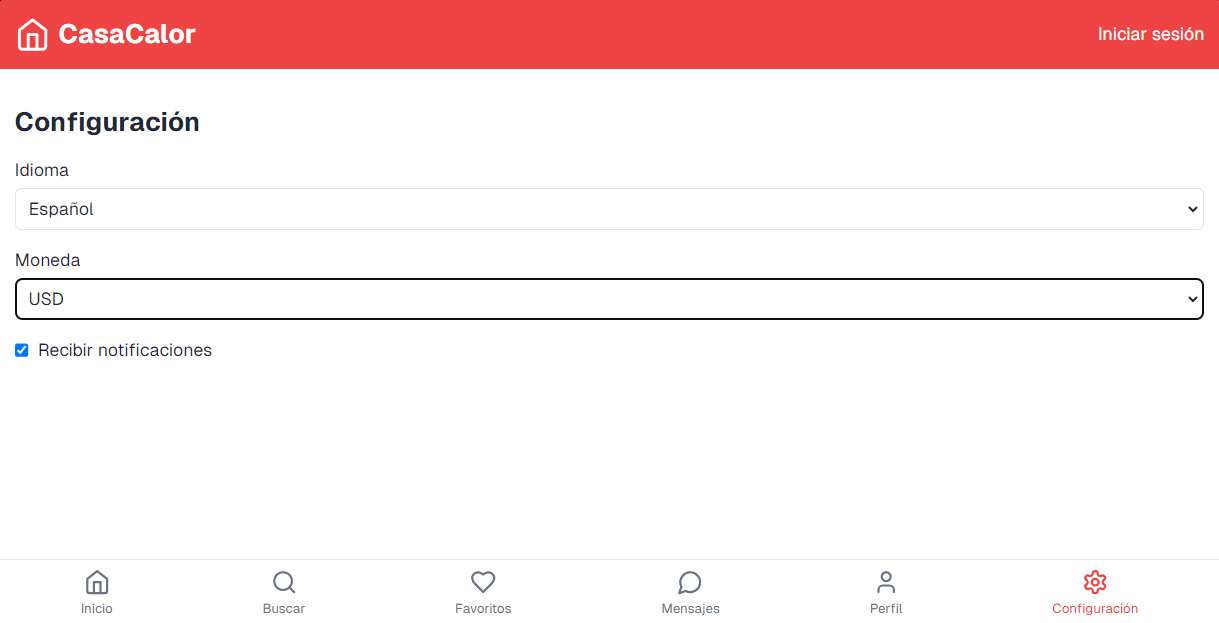 CasaCalor
Iniciar sesión
Configuración
Idioma
Español
Moneda
USD
Recibir notificaciones
Inicio
Buscar
Favoritos
Mensajes
Perfil
Configuración